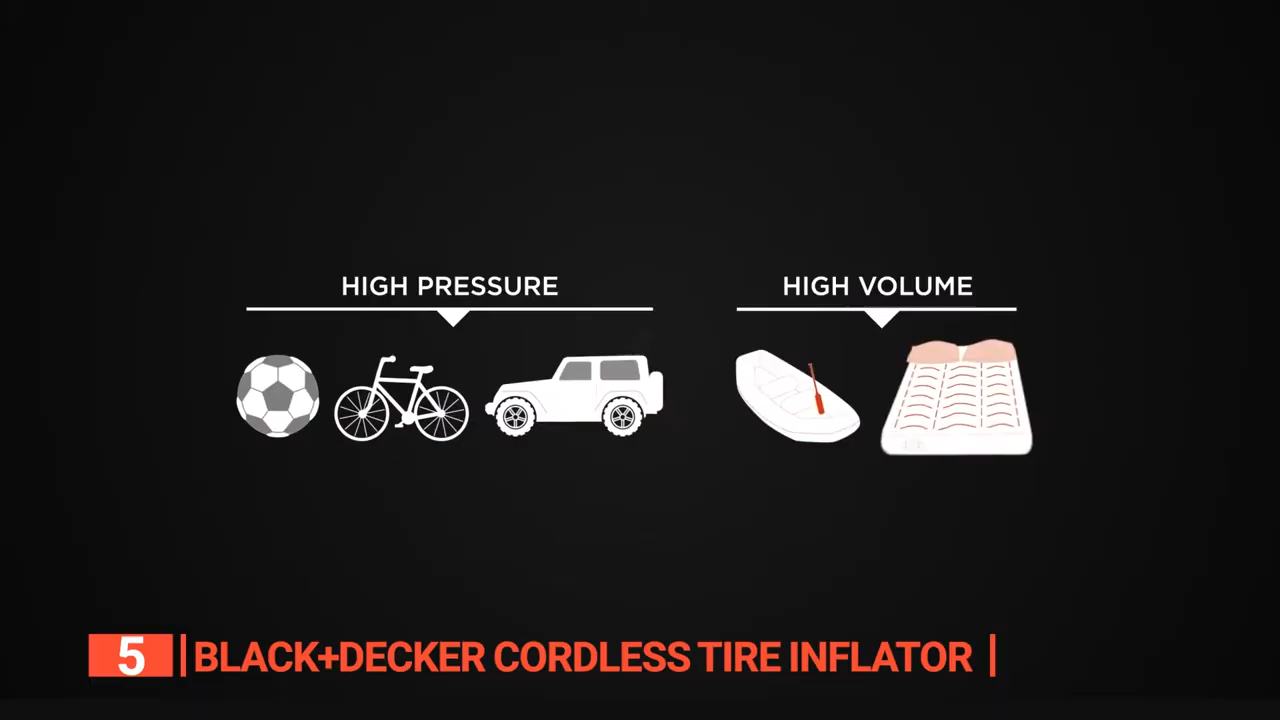 HIGH PRESSURE
HIGH VOLUME
5 BLACK+DECKER CORDLESS TIRE INFLATOR